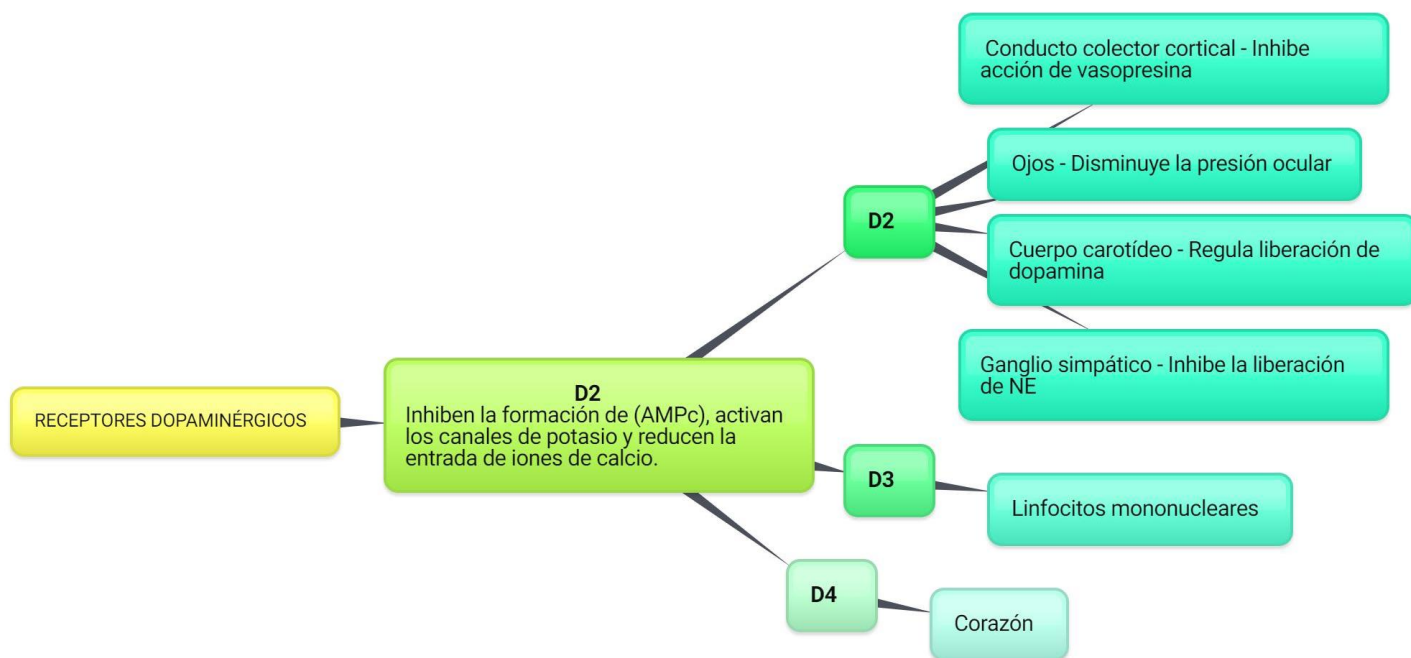 RECEPTORES DOPAMINÉRGICOS
D2
Inhiben la formación de (AMPc), activan
los canales de potasio y reducen la
entrada de iones de calcio.
D2
Conducto colector cortical - Inhibe
acción de vasopresina
Ojos - Disminuye la presión ocular
Cuerpo carotídeo - Regula liberación de
dopamina
Ganglio simpático - Inhibe la liberación
de NE
D3
Linfocitos mononucleares
D4
Corazón